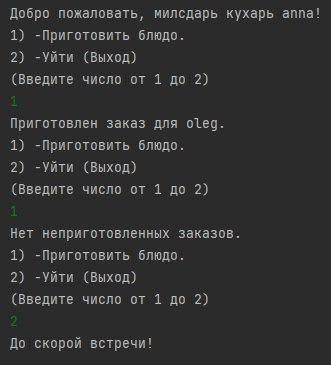 Добро пожаловать, милсдарь кухарь anna!
1) -Приготовить блюдо.
2) -Уйти (Выход)
(Введите число от 1 до 2)
1
Приготовлен заказ для oleg.
1) -Приготовить блюдо.
2) -Уйти (Выход)
(Введите число от 1 до 2)
1
Нет неприготовленных заказов.
1) -Приготовить блюдо.
2) -Уйти (Выход)
(Введите число от 1 до 2)
2
До скорой встречи!